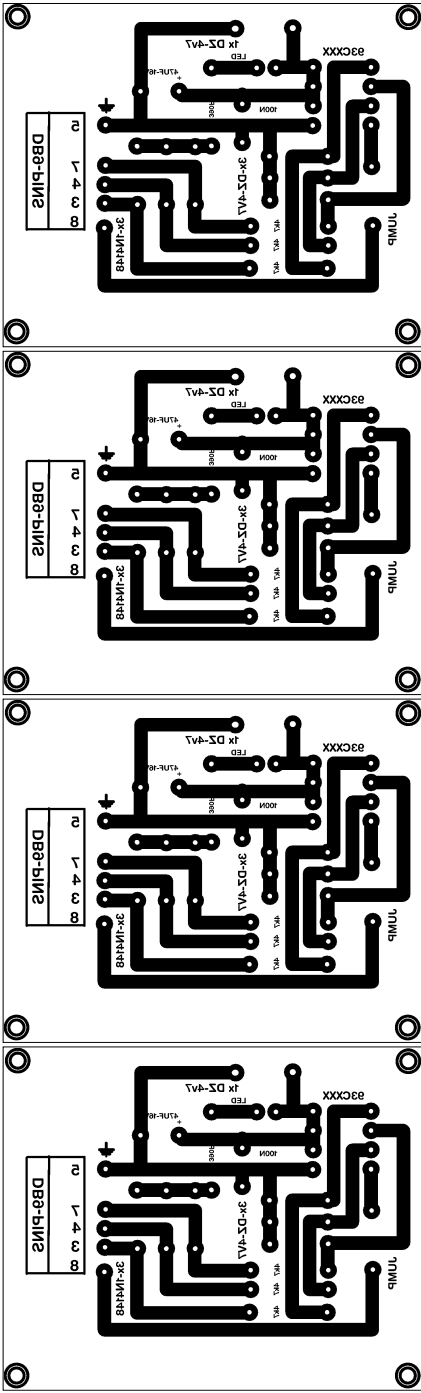 1x DZ-4V7
93CXXX
LED
47UF-16V
+
390R
100N
DB9-PINS
5
7
4
3
8
3x-DZ-4V7
3x-1N4148
4k7
4k7
4k7
JUMP
1x DZ-4V7
93CXXX
LED
47UF-16V
+
390R
100N
DB9-PINS
5
7
4
3
8
3x-DZ-4V7
3x-1N4148
4k7
4k7
4k7
JUMP
1x DZ-4V7
93CXXX
LED
47UF-16V
+
390R
100N
DB9-PINS
5
7
4
3
8
3x-DZ-4V7
3x-1N4148
4k7
4k7
4k7
JUMP
1x DZ-4V7
93CXXX
LED
47UF-16V
+
390R
100N
DB9-PINS
5
7
4
3
8
3x-DZ-4V7
3x-1N4148
4k7
4k7
4k7
JUMP